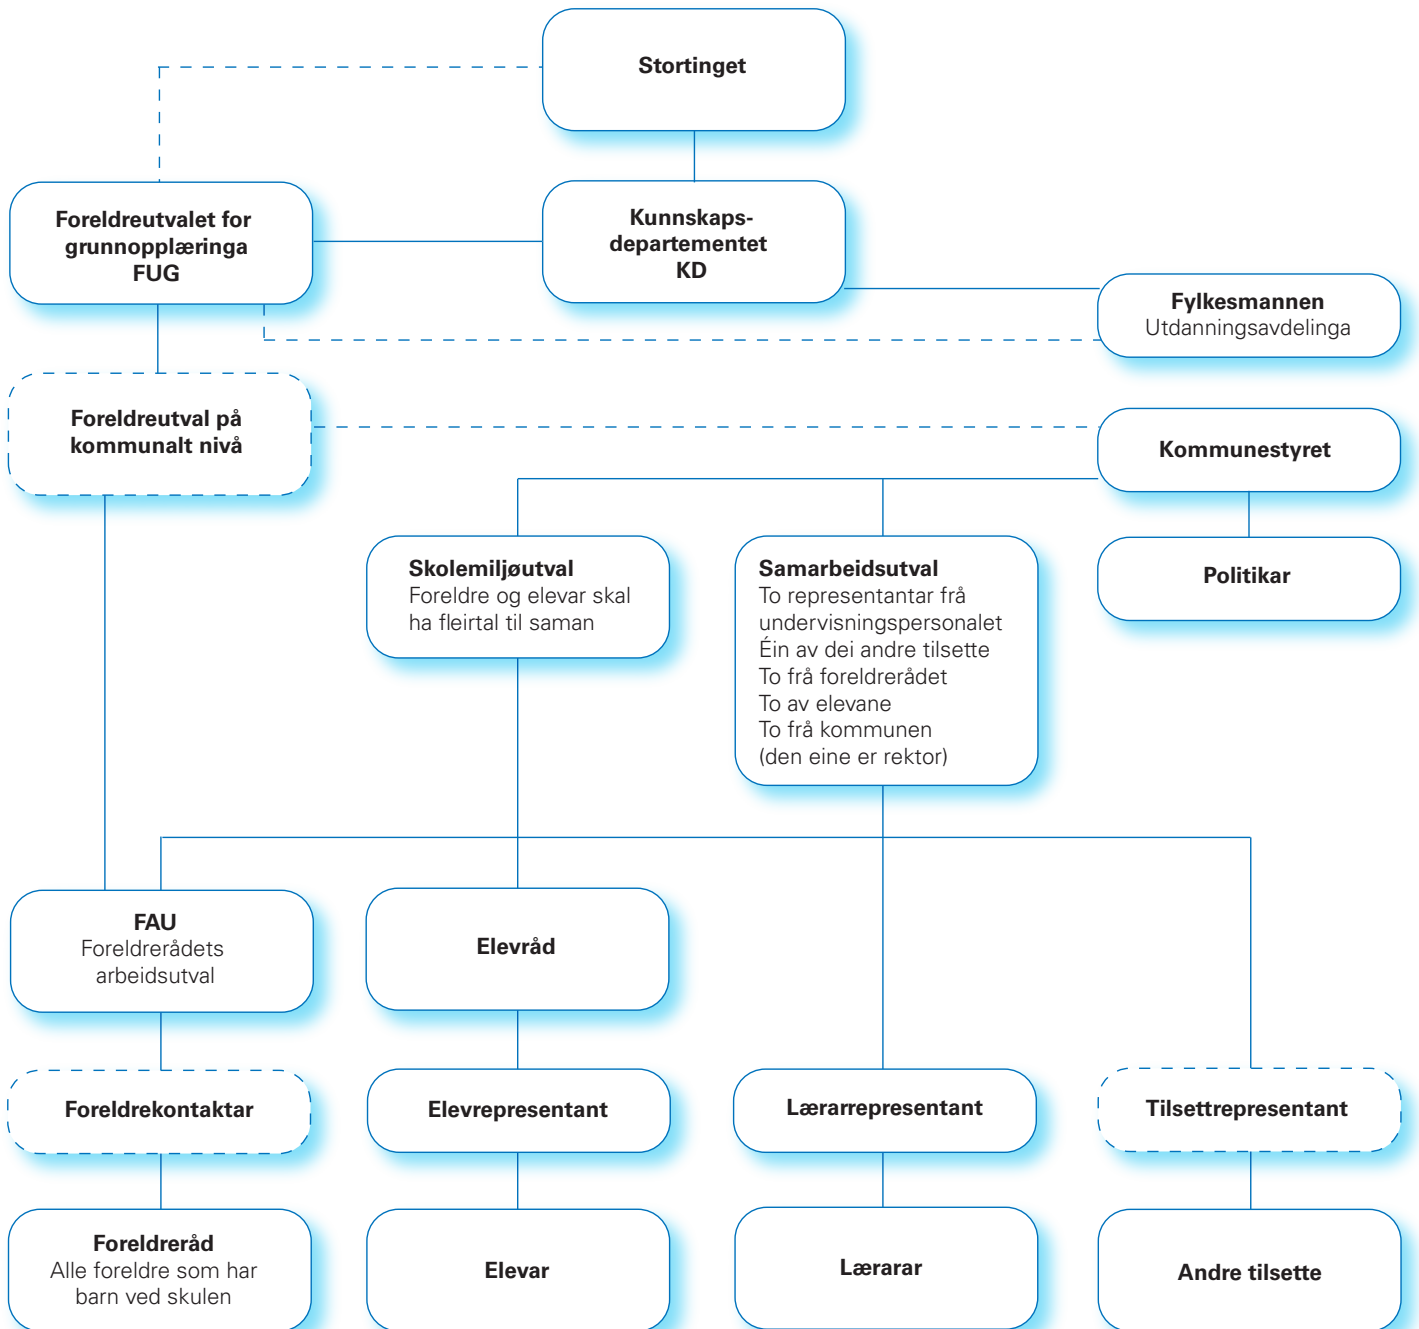 Stortinget
Foreldreutvalet for
grunnopplæringa
FUG
Kunnskaps-
departementet
KD
Fylkesmannen
Utdanningsavdelinga
Foreldreutval på
kommunalt nivå
Kommunestyret
Skolemiljøutval
Foreldre og elevar skal
ha fleirtal til saman
Samarbeidsutval
To representantar frå
undervisningspersonalet
Éin av dei andre tilsette
To frå foreldrerådet
To av elevane
To frå kommunen
(den eine er rektor)
Politikar
FAU
Foreldrerådets
arbeidsutval
Elevråd
Foreldrekontaktar
Elevrepresentant
Lærarrepresentant
Tilsettrepresentant
Foreldreråd
Alle foreldre som har
barn ved skulen
Elevar
Lærarar
Andre tilsette